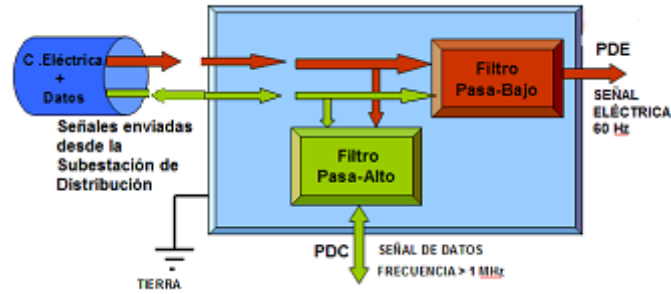 C .Eléctrica
+
Datos
Señales enviadas
desde la
Subestación de
Distribución
Filtro
Pasa-Bajo
PDE
SEÑAL
ELÉCTRICA
60 Hz
Filtro
Pasa-Alto
PDC
SEÑAL DE DATOS
FRECUENCIA > 1 MHz
TIERRA